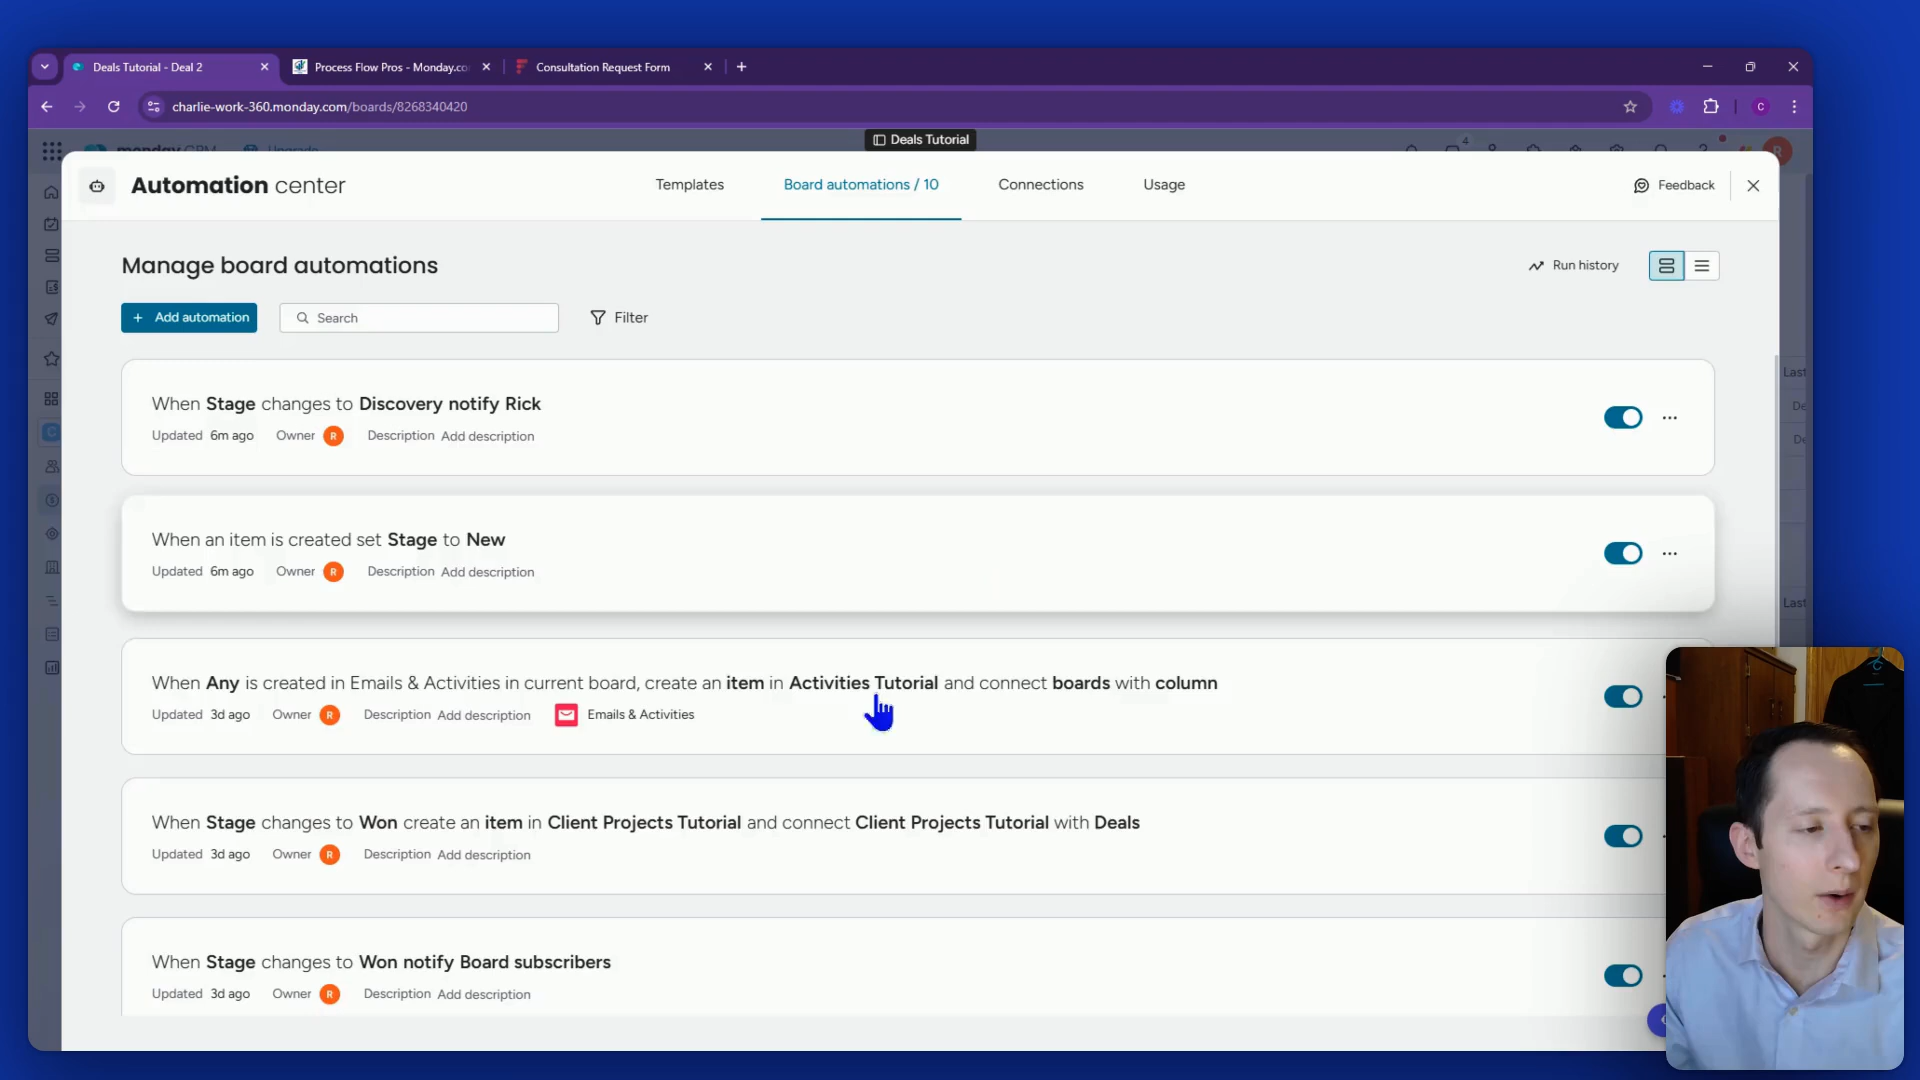 Deals Tutorial - Deal 2
Process Flow Pros - Monday.co
Consultation Request Form
charlie-work-360.monday.com/boards/8268340420
C
monday CRM
Upgrade
Deals Tutorial
4
R
Automation center
Templates
Board automations / 10
Connections
Usage
Feedback
Manage board automations
Run history
+ Add automation
Search
Filter
When Stage changes to Discovery notify Rick
Updated 6m ago Owner R Description Add description
When an item is created set Stage to New
Updated 6m ago Owner R Description Add description
When Any is created in Emails & Activities in current board, create an item in Activities Tutorial and connect boards with column
Updated 3d ago Owner R Description Add description Emails & Activities
When Stage changes to Won create an item in Client Projects Tutorial and connect Client Projects Tutorial with Deals
Updated 3d ago Owner R Description Add description
When Stage changes to Won notify Board subscribers
Updated 3d ago Owner R Description Add description
Last
De
De
Last